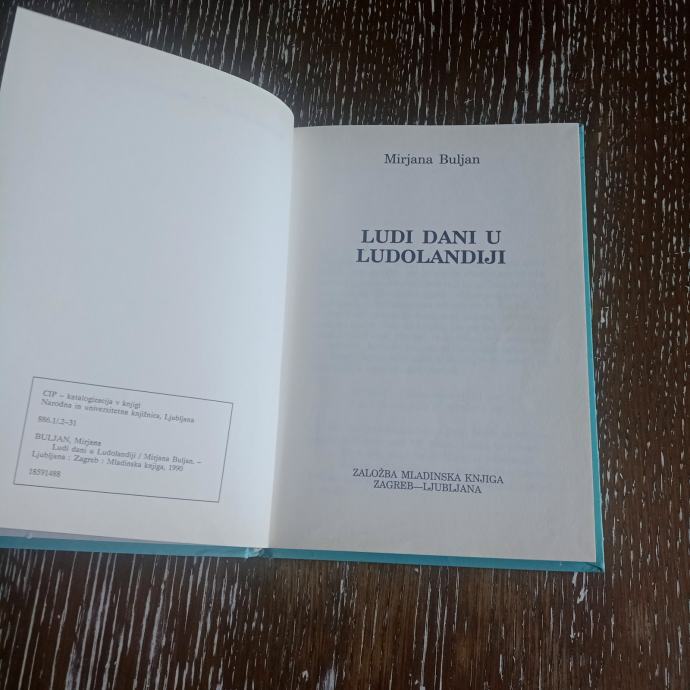 CIP – katalogizacija v knjigi
Narodna in univerzitetna knjižnica, Ljubljana
886.1/.2-31
BULJAN, Mirjana
Ludi dani u Ludolandiji / Mirjana Buljan. –
Ljubljana : Zagreb : Mladinska knjiga, 1990
18591488
Mirjana Buljan
LUDI DANI U
LUDOLANDIJI
ZALOŽBA MLADINSKA KNJIGA
ZAGREB—LJUBLJANA